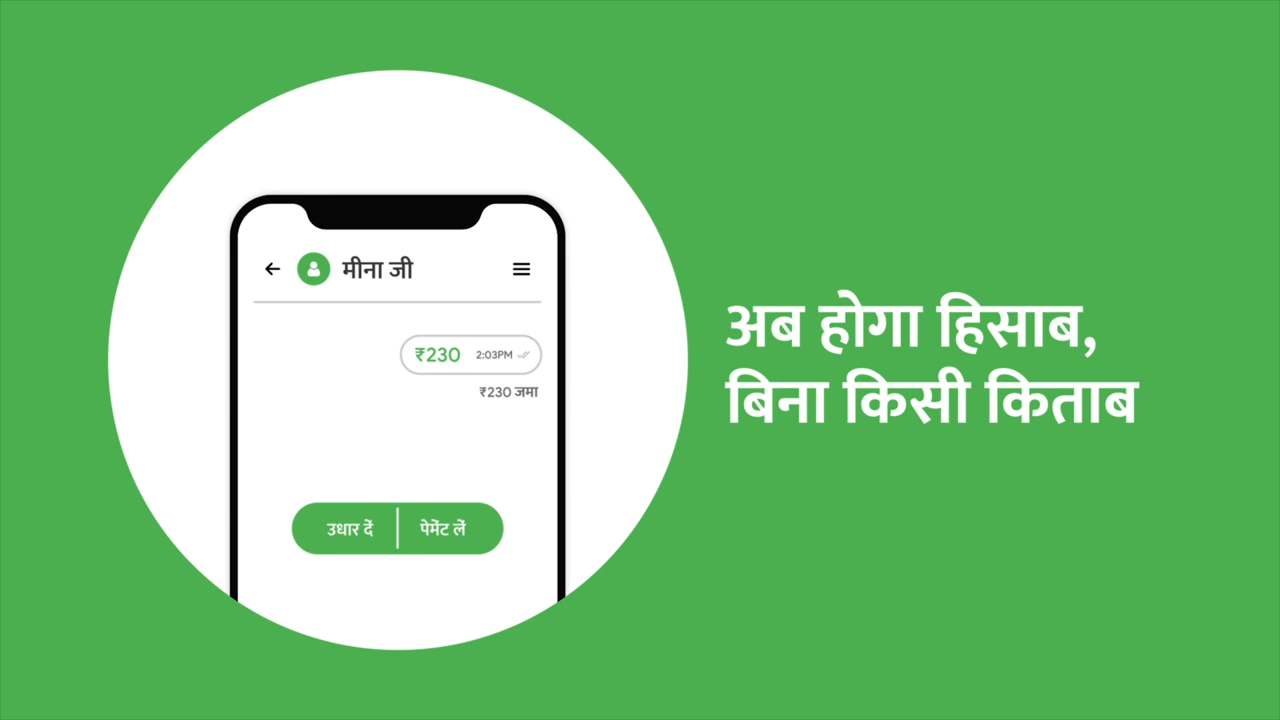 मीना जी
₹230 2:03PM
₹230 जमा
उधार दें पेमेंट लें
अब होगा हिसाब,
बिना किसी किताब